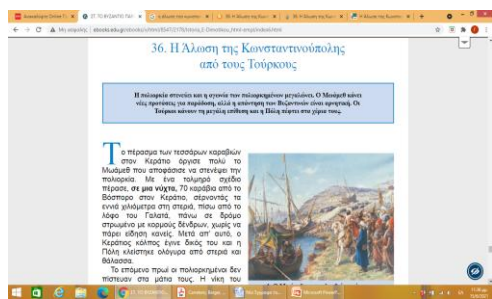 36. Η Άλωση της Κωνσταντινούπολης
από τους Τούρκους
Η πολιορκία στενεύει και η αγωνία των πολιορκημένων μεγαλώνει. Ο Μωάμεθ κάνει
νέες προτάσεις για παράδοση, αλλά η απάντηση των Βυζαντινών είναι αρνητική. Οι
Τούρκοι κάνουν τη μεγάλη επίθεση και η Πόλη πέφτει στα χέρια τους.
Το πέρασμα των τεσσάρων καραβιών
στον Κεράτιο όργισε πολύ το
Μωάμεθ που αποφάσισε να στενέψει την
πολιορκία. Με ένα τολμηρό σχέδιο
πέρασε, σε μια νύχτα, 70 καράβια από το
Βόσπορο στον Κεράτιο, σέρνοντάς τα
εννιά χιλιόμετρα στη στεριά, πίσω από το
λόφο του Γαλατά, πάνω σε δρόμο
στρωμένο με κορμούς δένδρων, χωρίς να
πάρει είδηση κανείς. Μετά απ' αυτό, ο
Κεράτιος κόλπος έγινε δικός του και η
Πόλη κλείστηκε ολόγυρα από στεριά και
θάλασσα.
Το επόμενο πρωί οι πολιορκημένοι δεν
πίστευαν στα μάτια τους. Η νίκη του